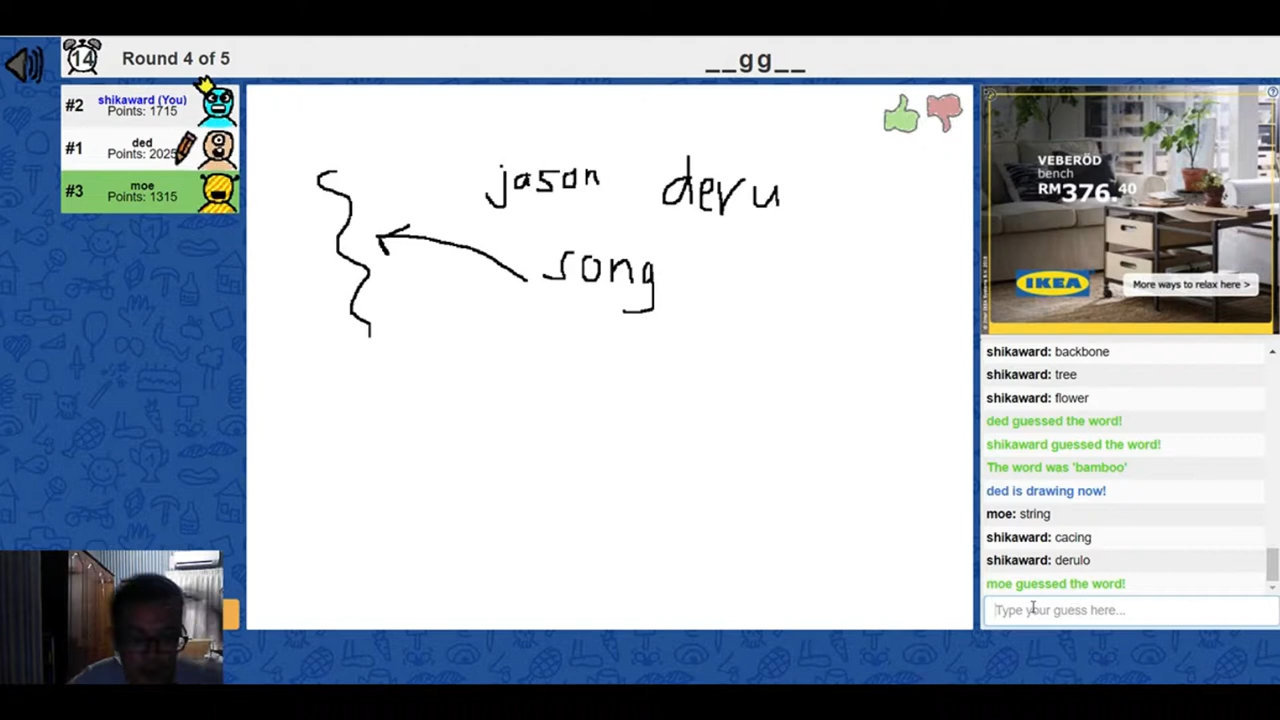 14
Round 4 of 5
__gg__
#2 shikaward (You)
Points: 1715
#1 ded
Points: 2025
#3 moe
Points: 1315
jason deru
song
VEBERÖD
bench
RM376.40
IKEA
More ways to relax here >
shikaward: backbone
shikaward: tree
shikaward: flower
ded guessed the word!
shikaward guessed the word!
The word was 'bamboo'
ded is drawing now!
moe: string
shikaward: cacing
shikaward: derulo
moe guessed the word!
Type your guess here...